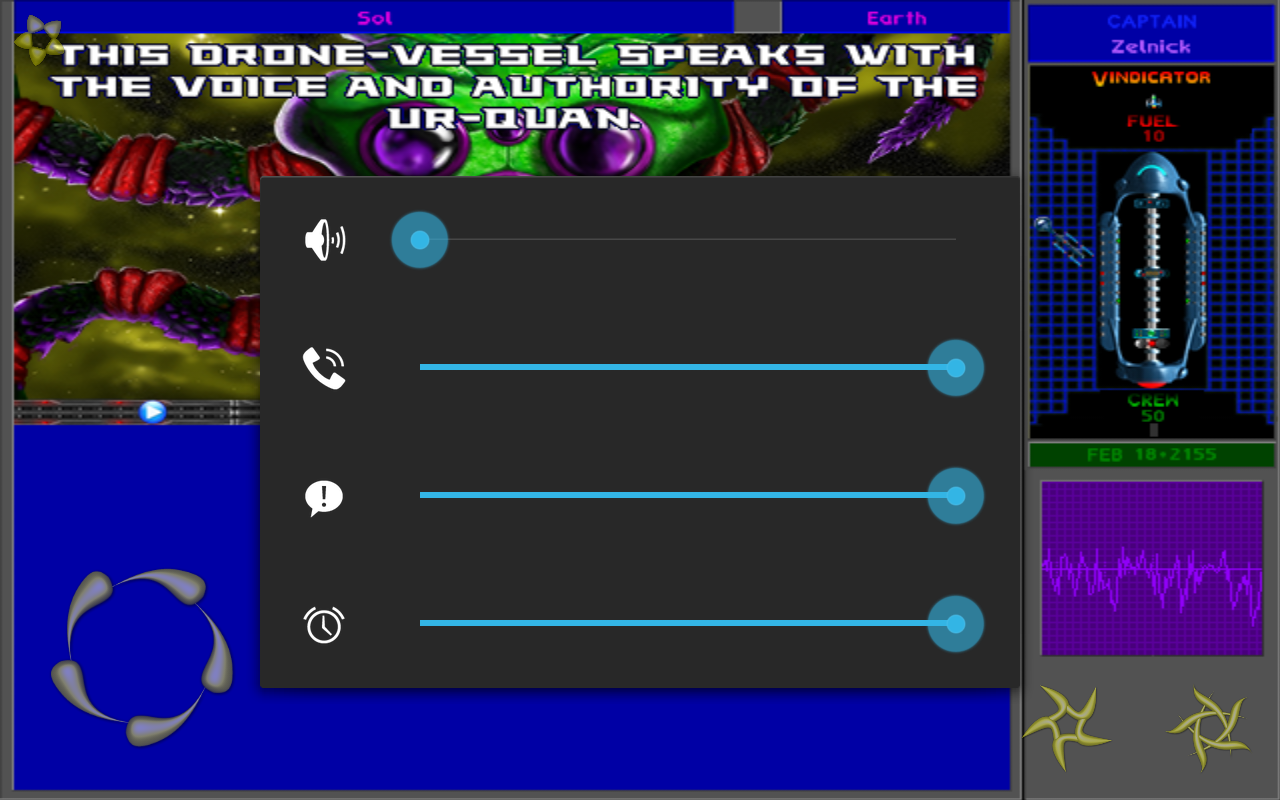 Sol
Earth
THIS DRONE-VESSEL SPEAKS WITH
THE VOICE AND AUTHORITY OF THE
UR-QUAN.
CAPTAIN
Zelnick
VINDICATOR
FUEL
10
CREW
50
FEB 18·2155